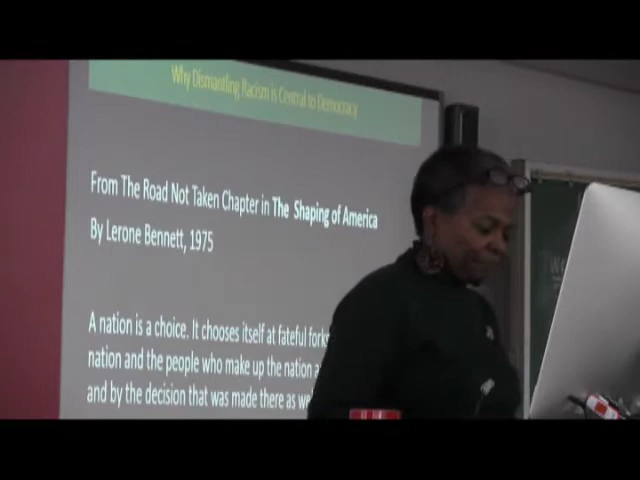 Why Dismantling Racism is Central to Democracy
From The Road Not Taken Chapter in The Shaping of America
By Lerone Bennett, 1975
A nation is a choice. It chooses itself at fateful forks
nation and the people who make up the nation
and by the decision that was made there as